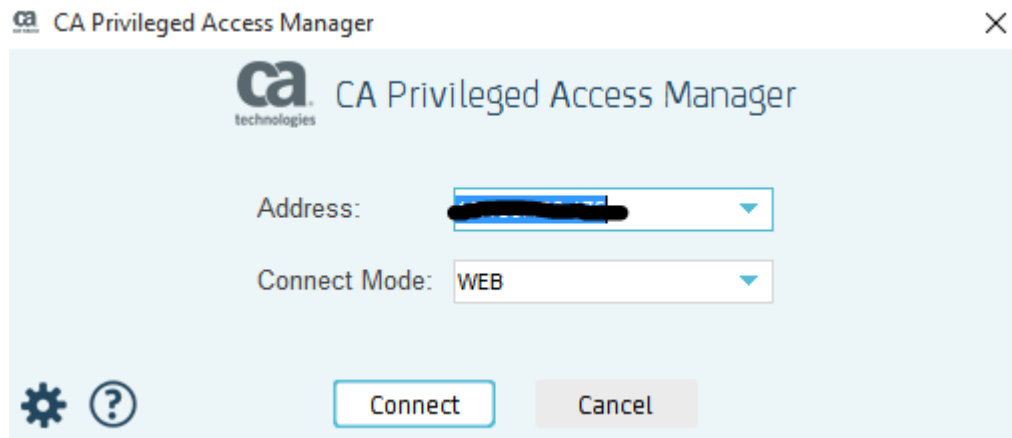 CA Privileged Access Manager
ca technologies
CA Privileged Access Manager
Address:
Connect Mode: WEB
Connect Cancel